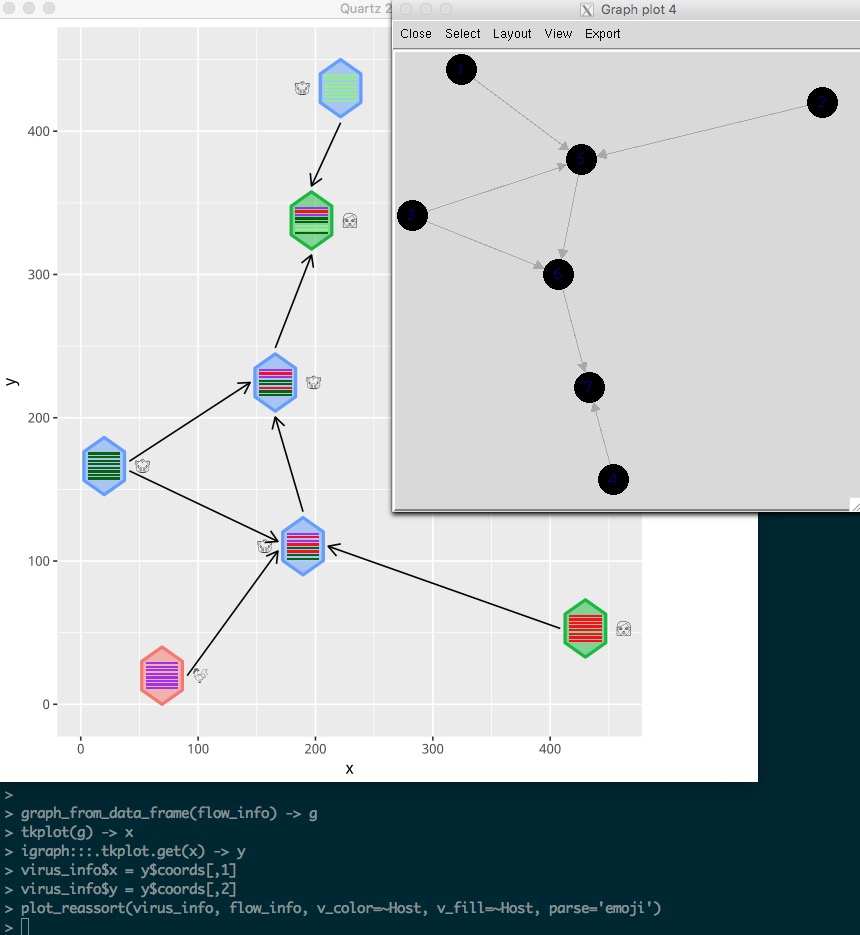 Quartz 2
Graph plot 4
Close Select Layout View Export
1
2
5
3
6
7
4
400
300
200
100
0
y
0 100 200 300 400
x
>
> graph_from_data_frame(flow_info) -> g
> tkplot(g) -> x
> igraph:::.tkplot.get(x) -> y
> virus_info$x = y$coords[,1]
> virus_info$y = y$coords[,2]
> plot_reassort(virus_info, flow_info, v_color=~Host, v_fill=~Host, parse='emoji')
>